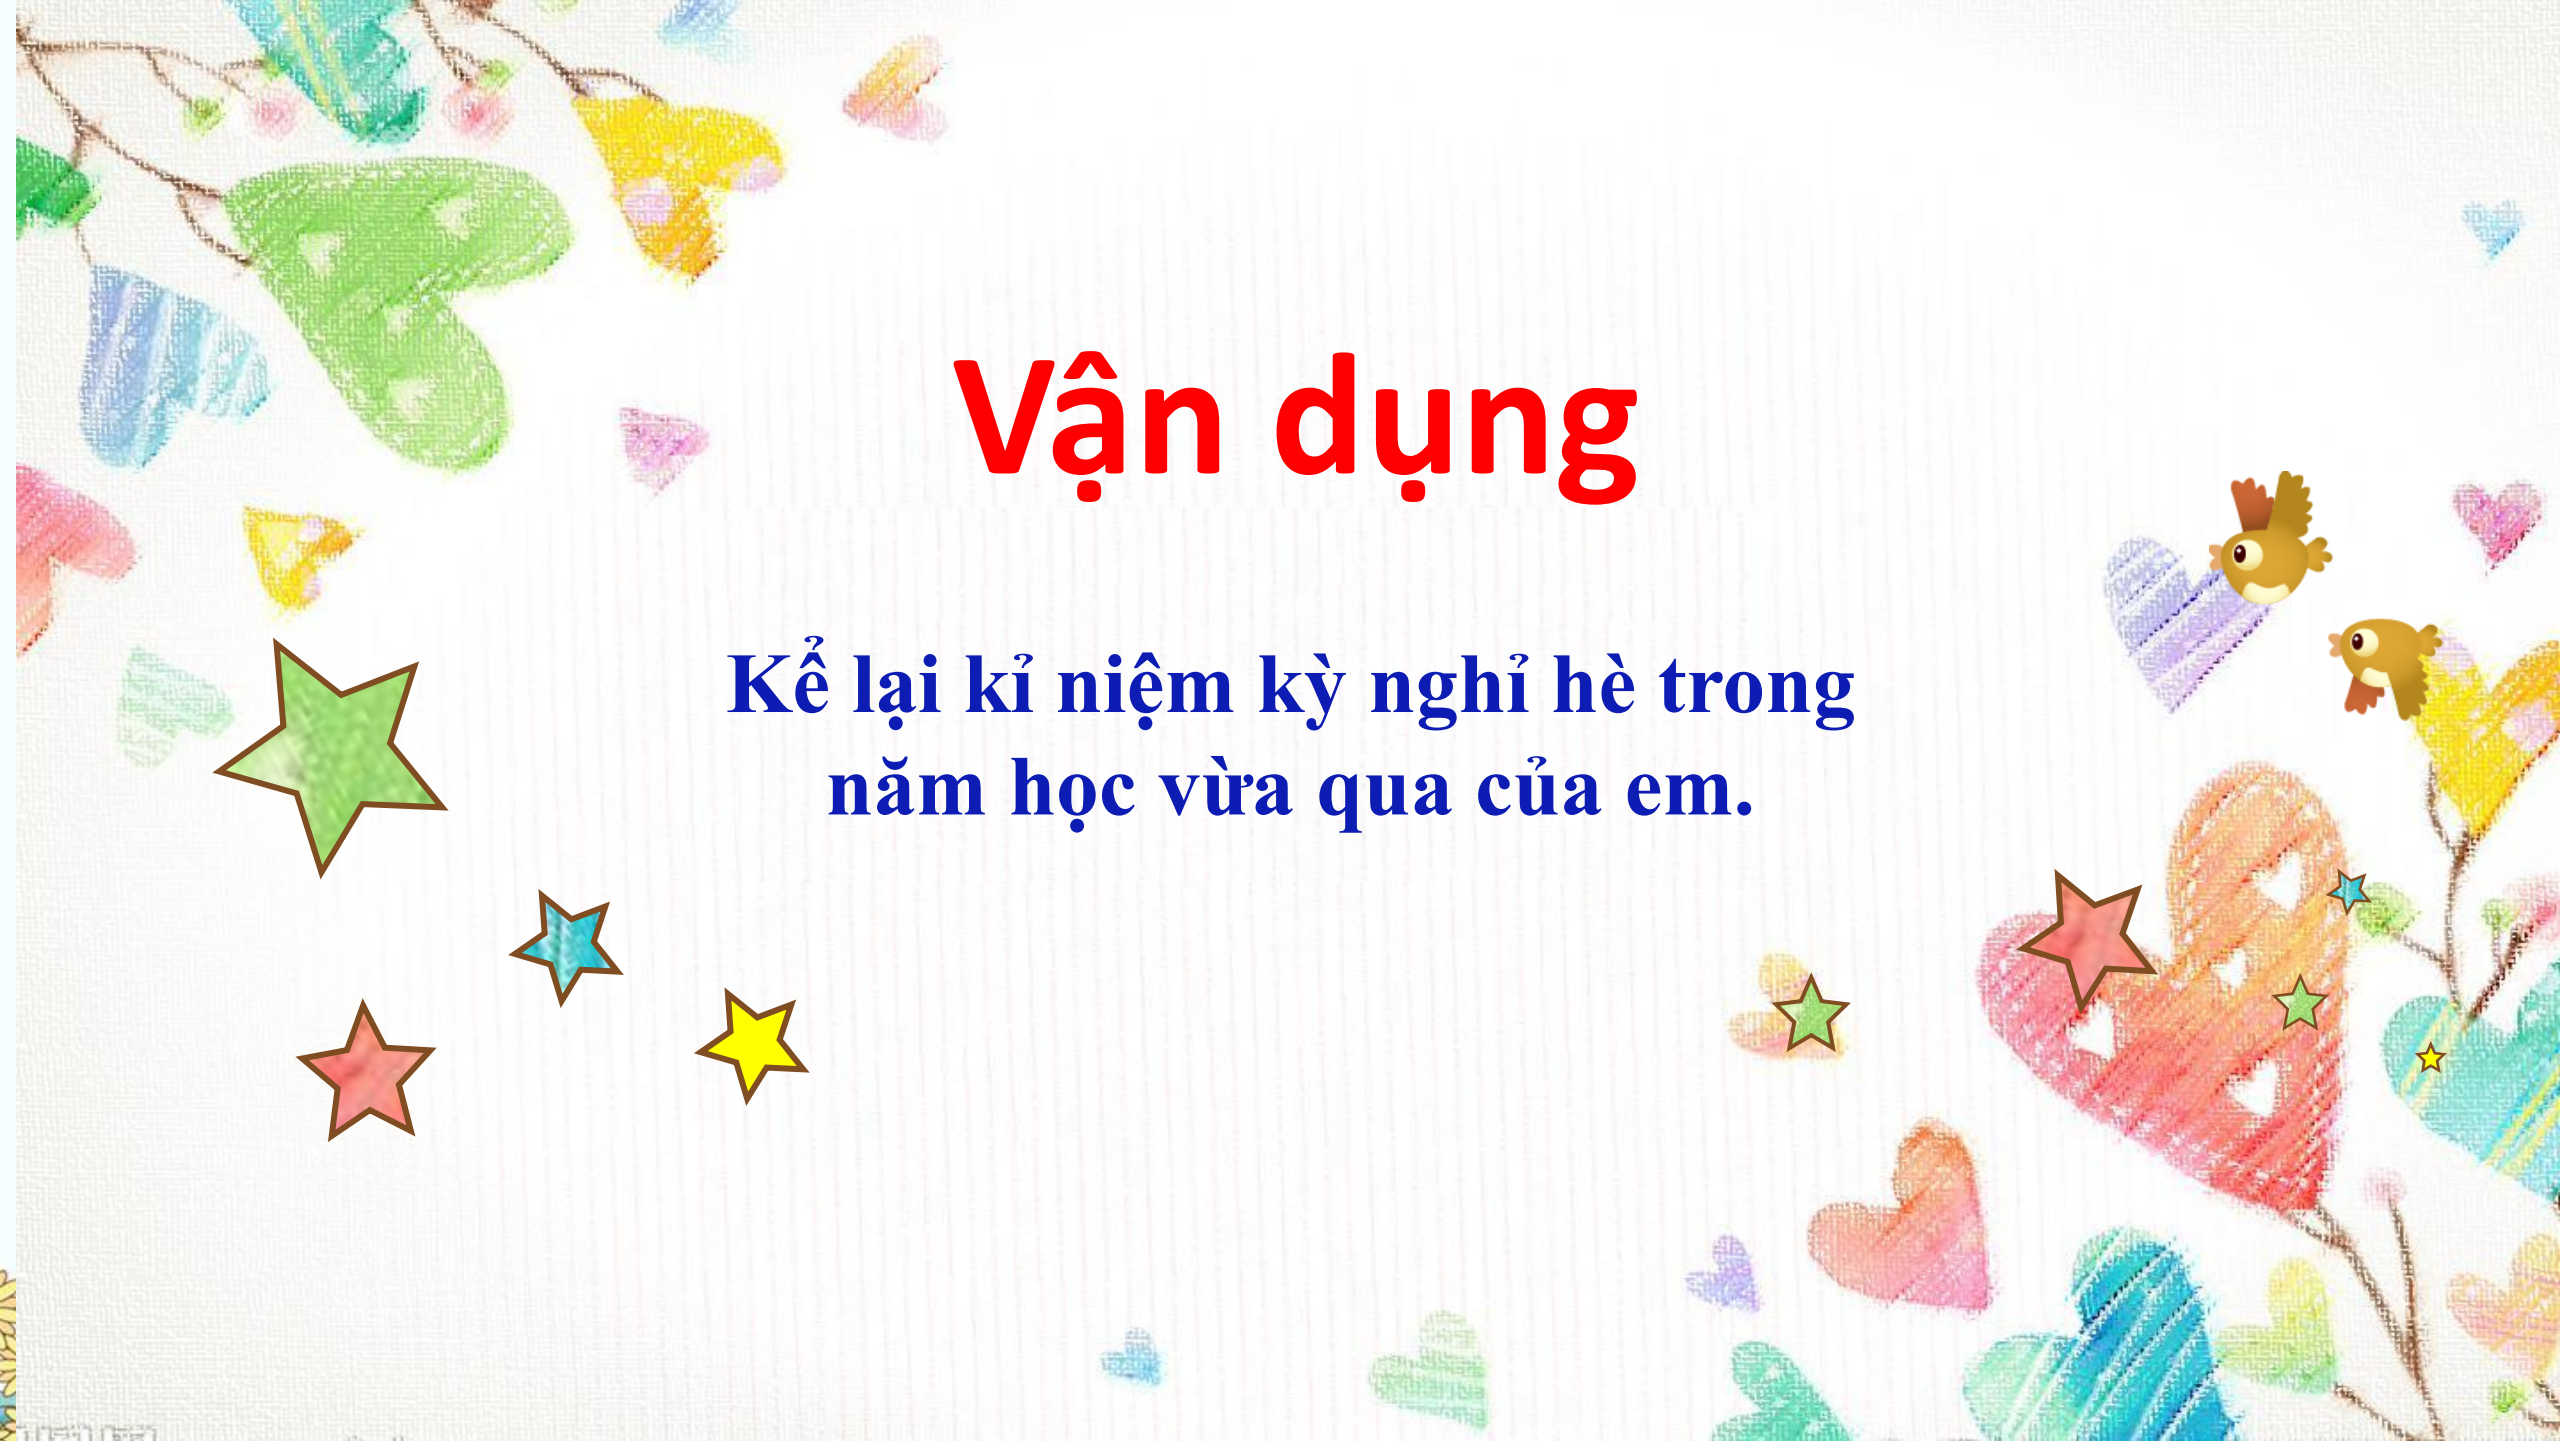 Vận dụng
Kể lại kỉ niệm kỳ nghỉ hè trong
năm học vừa qua của em.